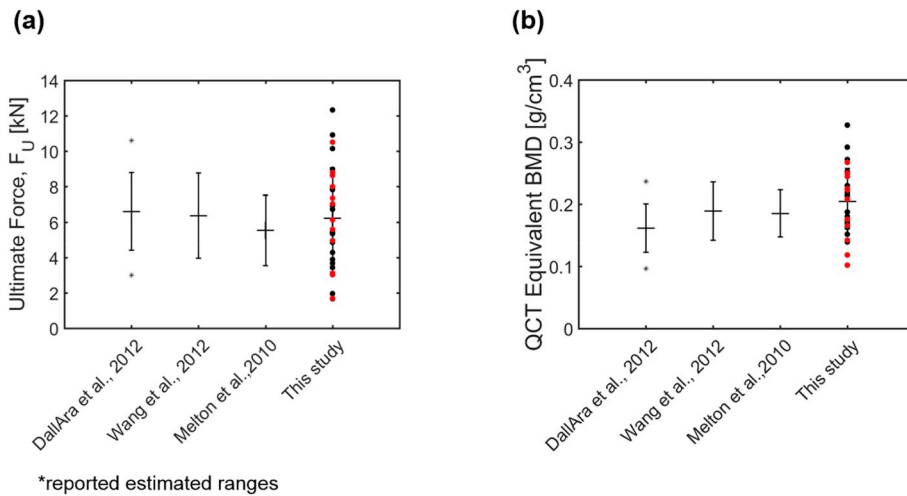 (a)
Ultimate Force, F_U [kN]
14
12
10
8
6
4
2
0
DallAra et al., 2012
Wang et al., 2012
Melton et al.,2010
This study
*reported estimated ranges
(b)
QCT Equivalent BMD [g/cm³]
0.4
0.3
0.2
0.1
0
DallAra et al., 2012
Wang et al., 2012
Melton et al.,2010
This study